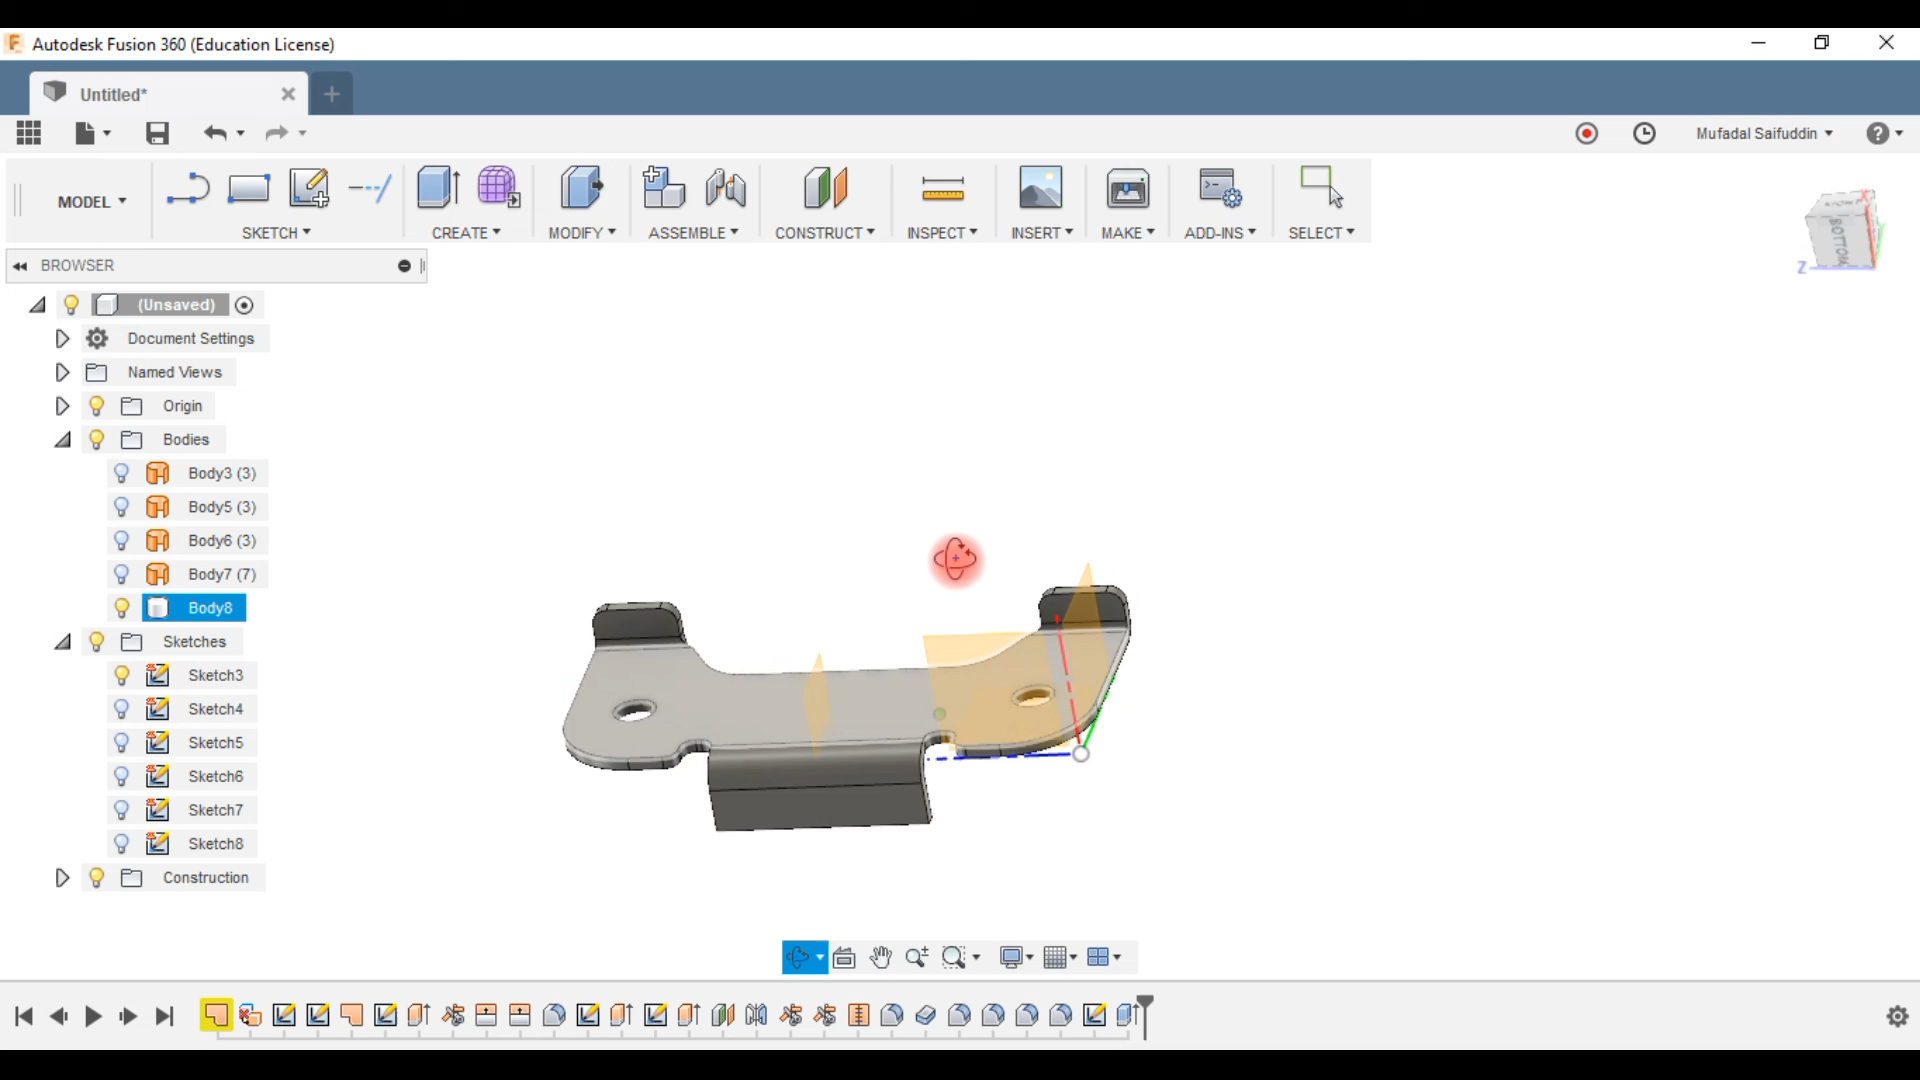 Autodesk Fusion 360 (Education License)
Untitled*
Mufadal Saifuddin
MODEL
SKETCH
CREATE
MODIFY
ASSEMBLE
CONSTRUCT
INSPECT
INSERT
MAKE
ADD-INS
SELECT
BROWSER
(Unsaved)
Document Settings
Named Views
Origin
Bodies
Body3 (3)
Body5 (3)
Body6 (3)
Body7 (7)
Body8
Sketches
Sketch3
Sketch4
Sketch5
Sketch6
Sketch7
Sketch8
Construction
X
RIGHT
BOTTOM
Z